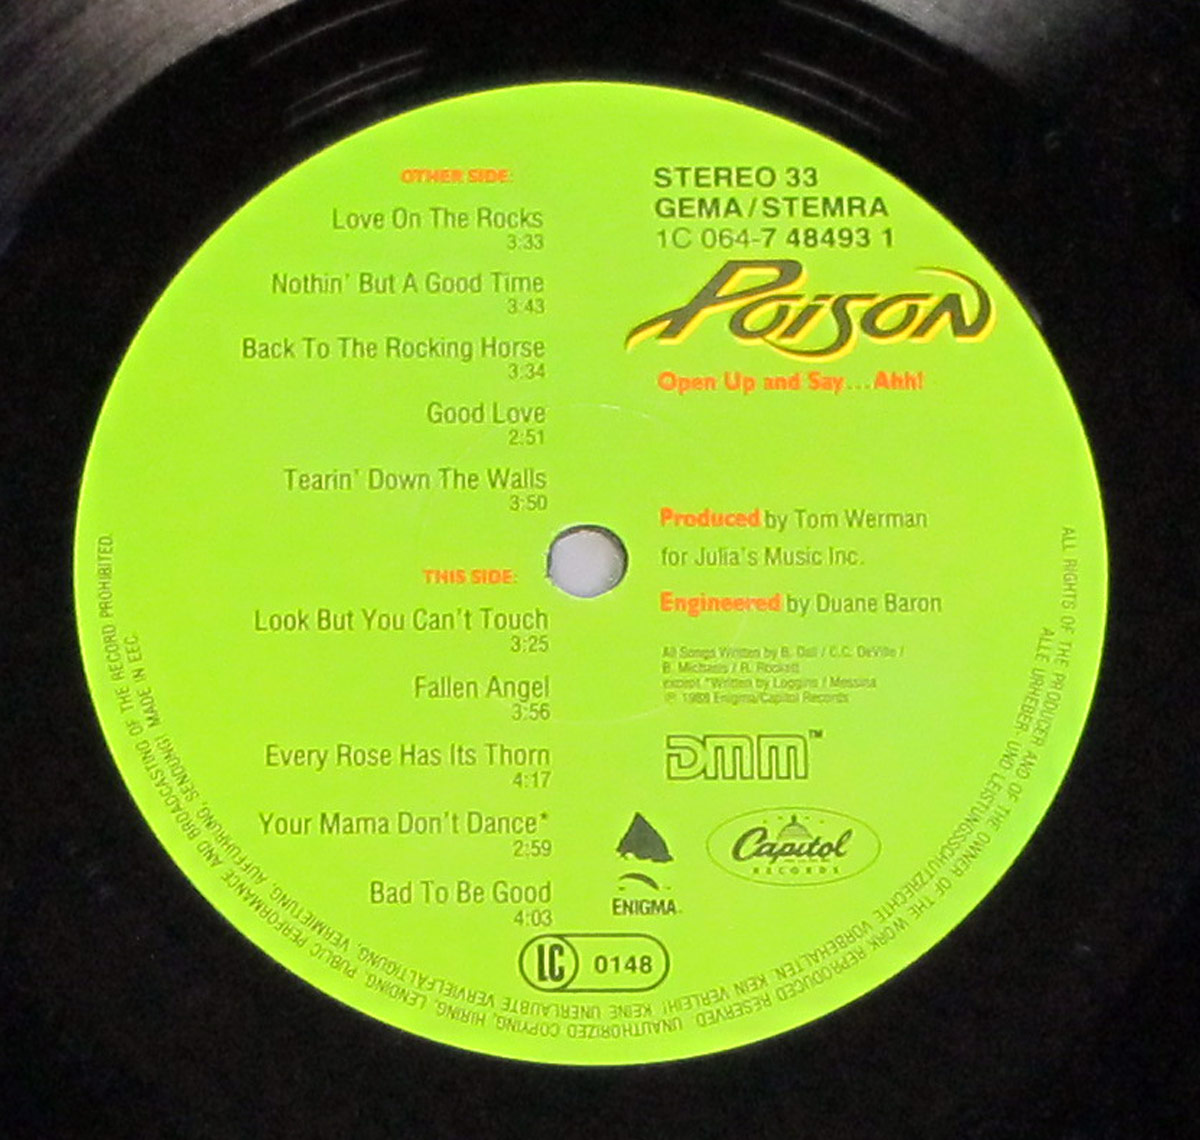 OTHER SIDE:
Love On The Rocks
3:33
Nothin' But A Good Time
3:43
Back To The Rocking Horse
3:34
Good Love
2:51
Tearin' Down The Walls
3:50
THIS SIDE:
Look But You Can't Touch
3:25
Fallen Angel
3:56
Every Rose Has Its Thorn
4:17
Your Mama Don't Dance*
2:59
Bad To Be Good
4:03
STEREO 33
GEMA/STEMRA
1C 064-7 48493 1
Poison
Open Up and Say...Ahh!
Produced by Tom Werman
for Julia's Music Inc.
Engineered by Duane Baron
All Songs Written by B. Dall / C.C. DeVille /
B. Michaels / R. Rockett
except *Written by Loggins / Messina
℗ 1988 Enigma/Capitol Records
DMM™
ENIGMA
Capitol
RECORDS
LC 0148
ALL RIGHTS OF THE PRODUCER AND OF THE OWNER OF THE WORK REPRODUCED RESERVED. UNAUTHORIZED COPYING, HIRING, LENDING, PUBLIC PERFORMANCE AND BROADCASTING OF THE RECORD PROHIBITED.
ALLE URHEBER- UND LEISTUNGSSCHUTZRECHTE VORBEHALTEN. KEIN VERLEIH! KEINE UNERLAUBTE VERVIELFÄLTIGUNG, VERMIETUNG, AUFFÜHRUNG, SENDUNG! MADE IN EEC.